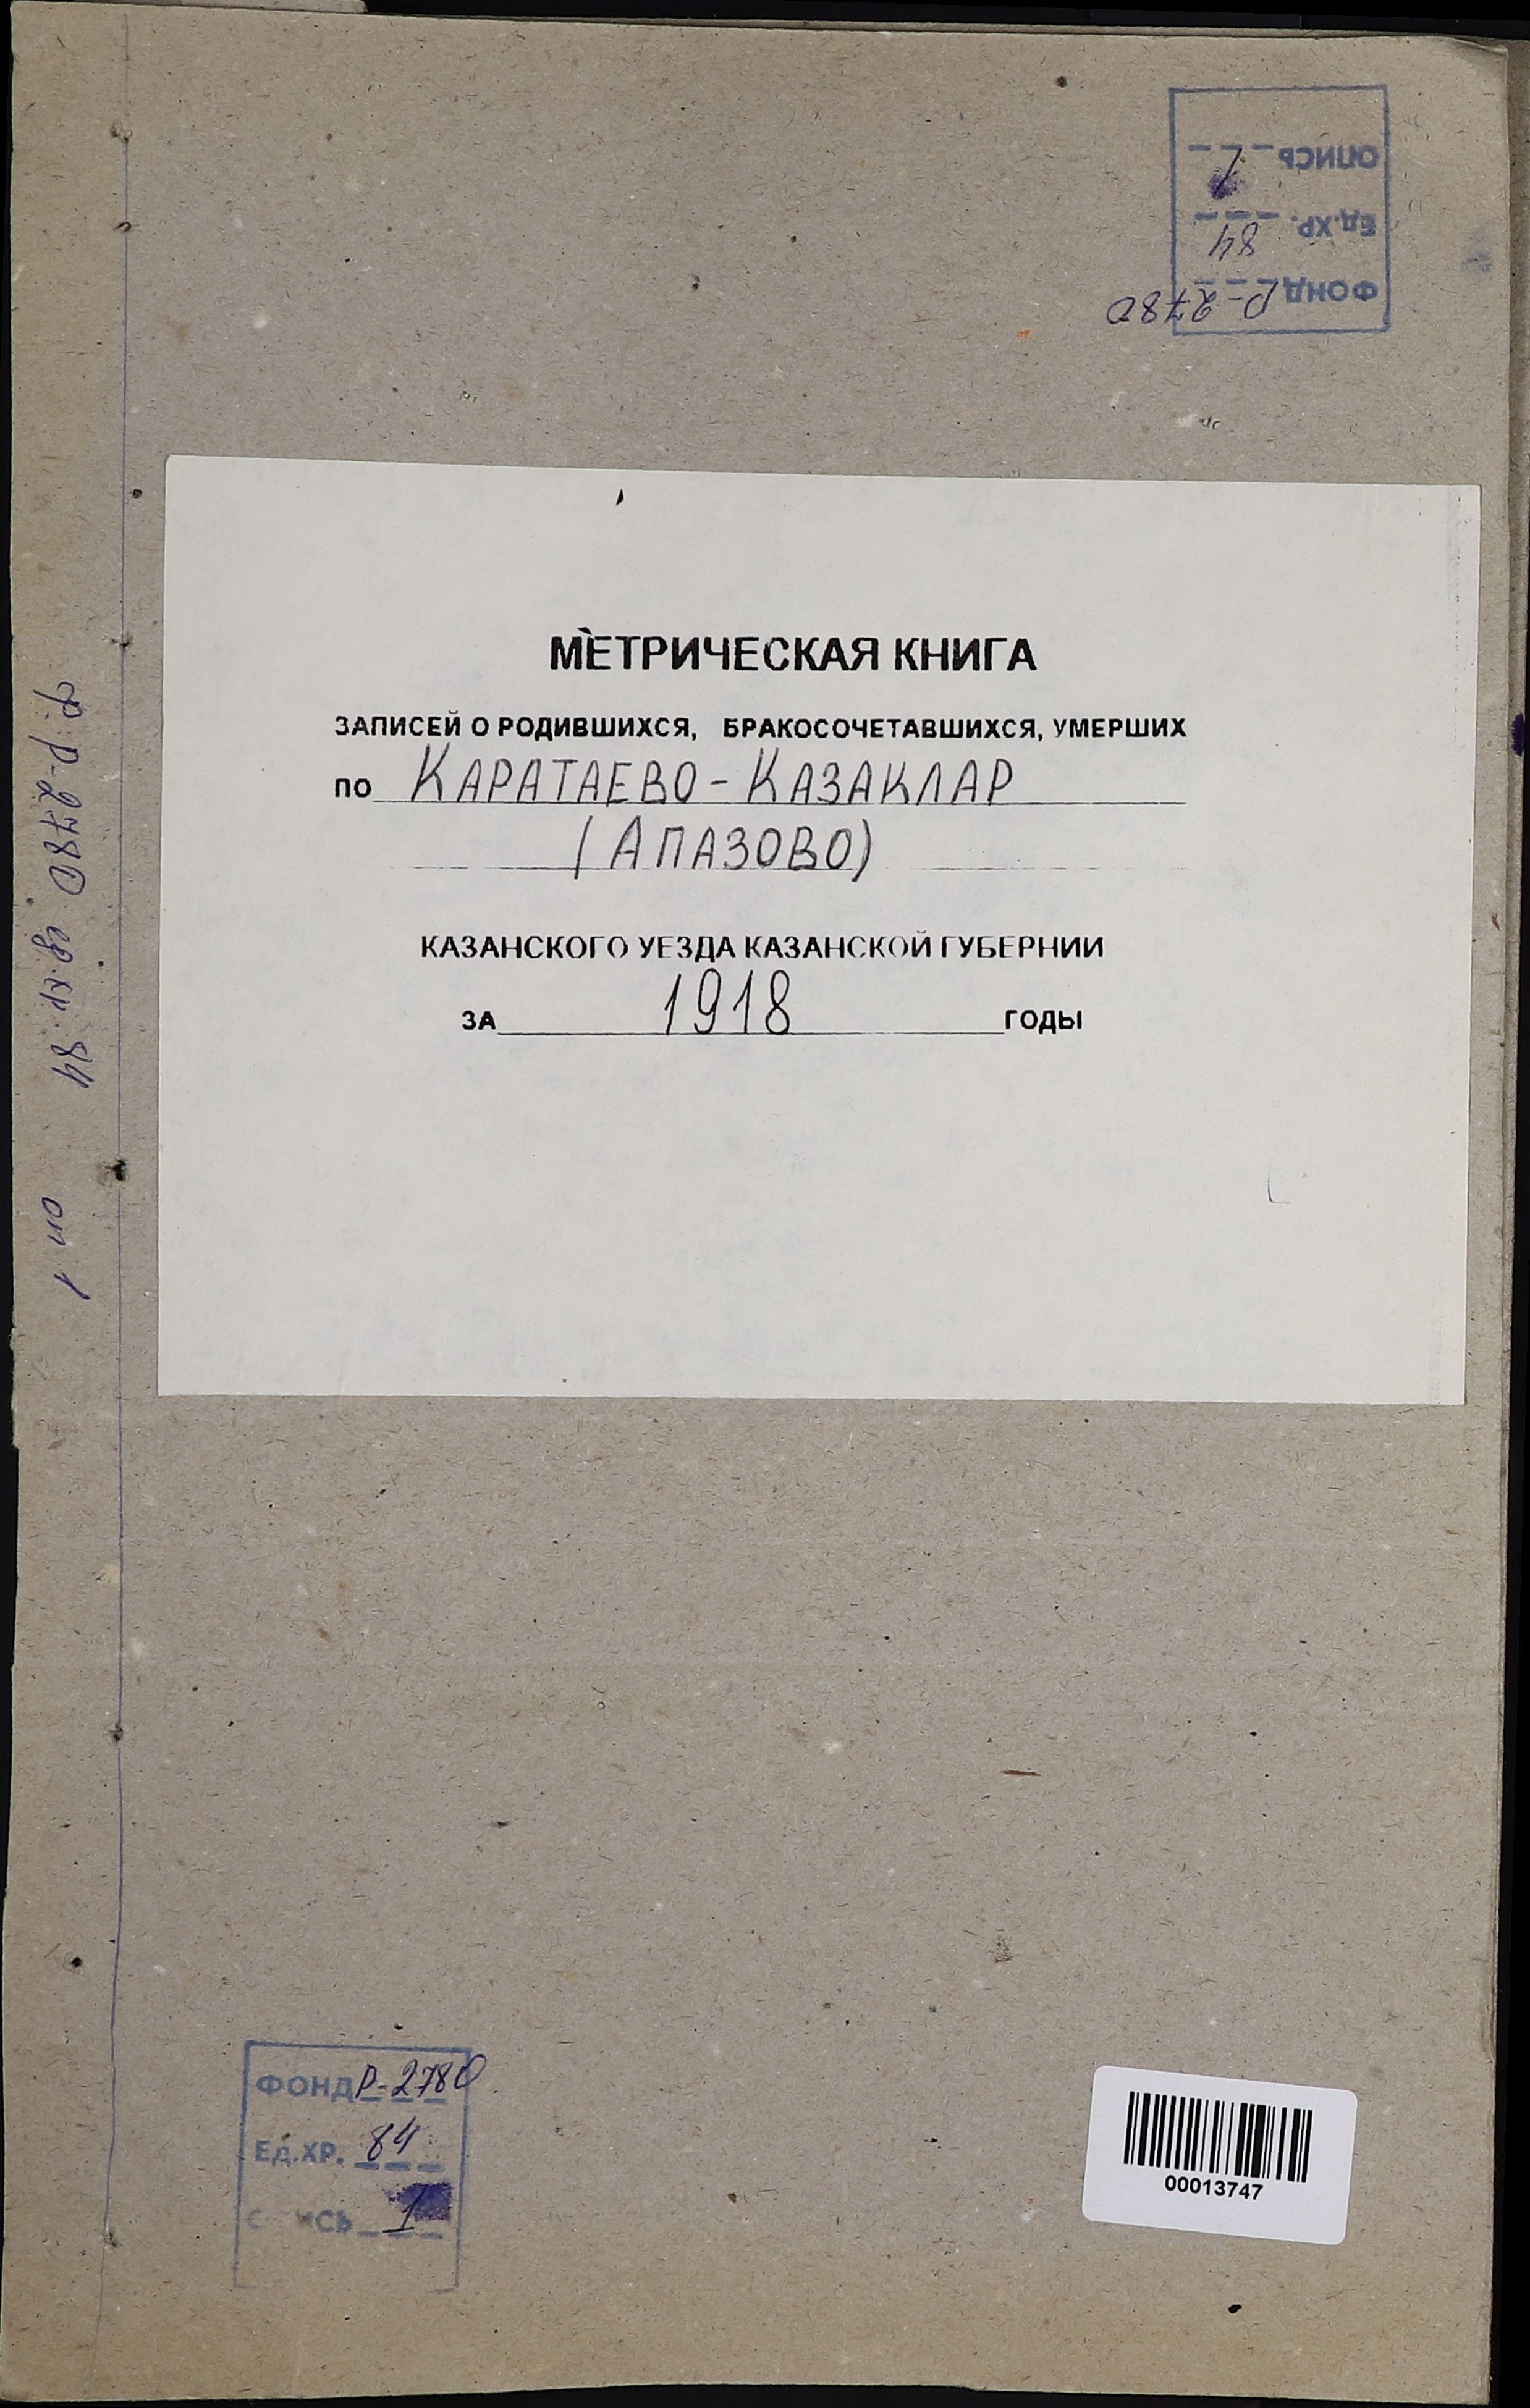 ОПИСЬ 1
Ед.ХР. 84
ФОНД Р-2780
МЕТРИЧЕСКАЯ КНИГА
ЗАПИСЕЙ О РОДИВШИХСЯ, БРАКОСОЧЕТАВШИХСЯ, УМЕРШИХ
ПО КАРАТАЕВО-КАЗАКЛАР
(АПАЗОВО)
КАЗАНСКОГО УЕЗДА КАЗАНСКОЙ ГУБЕРНИИ
ЗА 1918 ГОДЫ
ф. р-2780 ед.хр. 84 оп 1
ФОНД Р-2780
Ед.ХР. 84
ОПИСЬ 1
00013747